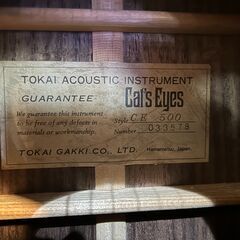 TOKAI ACOUSTIC INSTRUMENT
GUARANTEE Cat's Eyes
We guarantee this instrument
to be free of any defects in
materials or workmanship.
Style CE 500
Number 033578
TOKAI GAKKI CO., LTD. Hamamatsu, Japan.